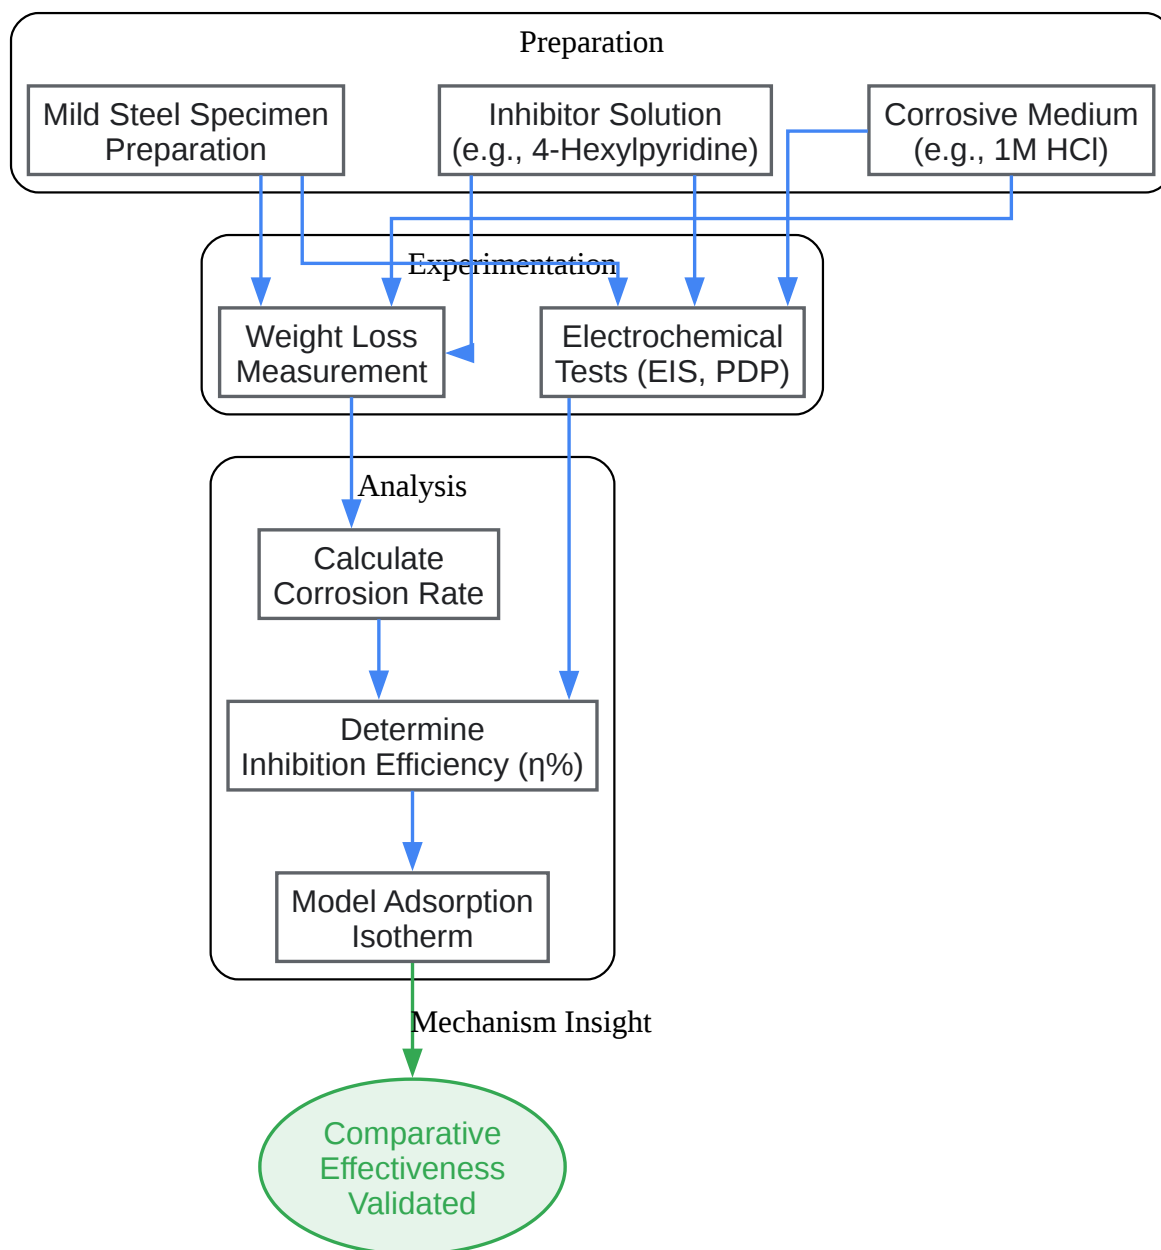 Preparation
Mild Steel Specimen
Preparation
Inhibitor Solution
(e.g., 4-Hexylpyridine)
Corrosive Medium
(e.g., 1M HCl)
Experimentation
Weight Loss
Measurement
Electrochemical
Tests (EIS, PDP)
Analysis
Calculate
Corrosion Rate
Determine
Inhibition Efficiency (η%)
Model Adsorption
Isotherm
Mechanism Insight
Comparative
Effectiveness
Validated